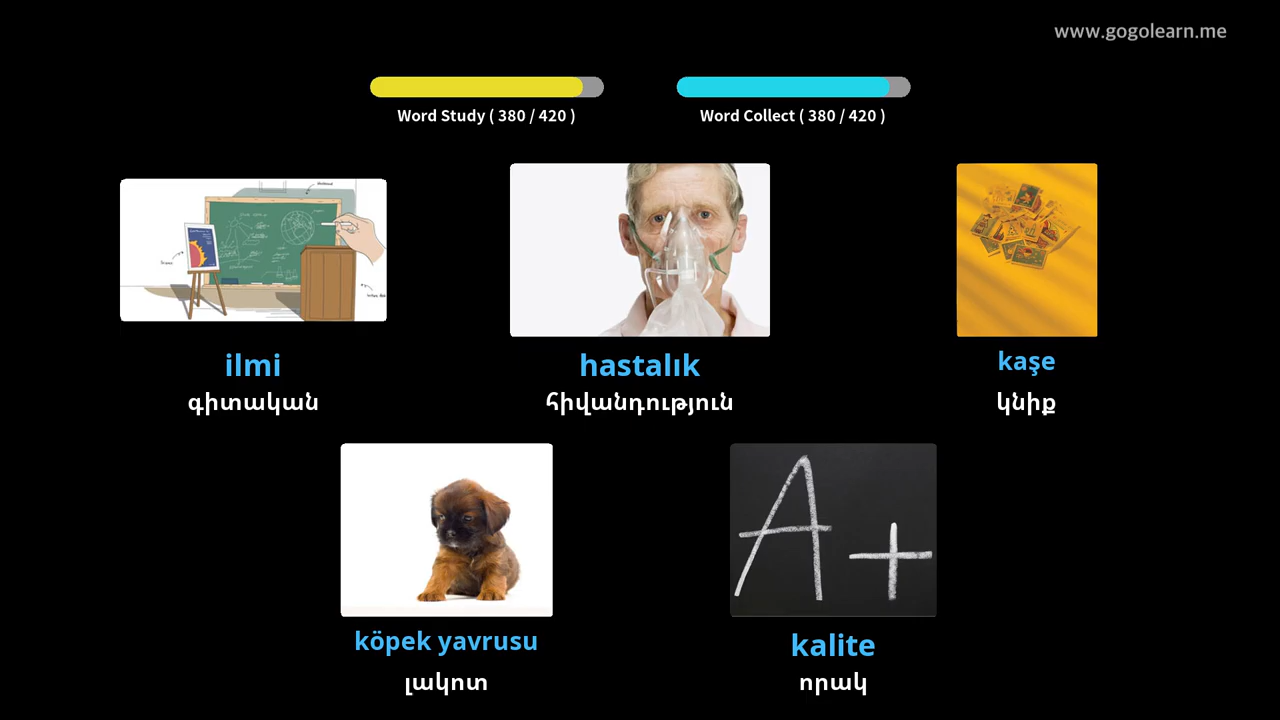 www.gogolearn.me
Word Study ( 380 / 420 )
Word Collect ( 380 / 420 )
ilmi
գիտական
hastalık
հիվանդություն
kaşe
կնիք
köpek yavrusu
լակոտ
kalite
որակ
A+